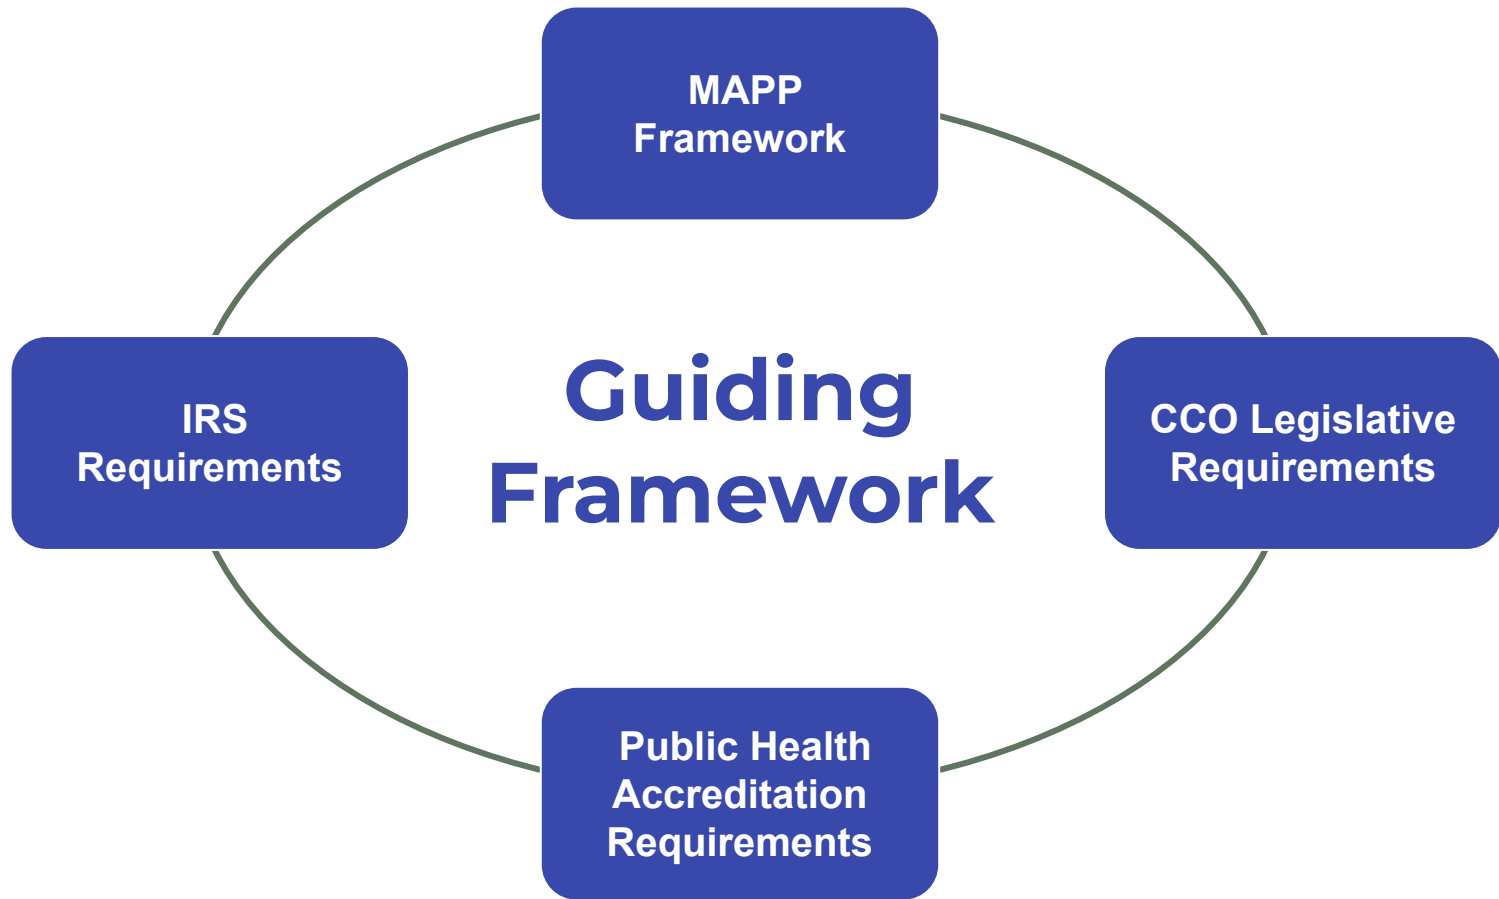 MAPP
Framework
IRS
Requirements
Guiding
Framework
CCO Legislative
Requirements
Public Health
Accreditation
Requirements